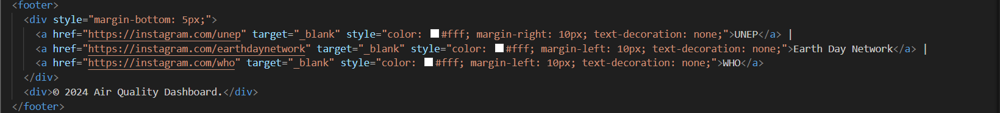 <footer>
<div style="margin-bottom: 5px;">
<a href="https://instagram.com/unep" target="_blank" style="color: #fff; margin-right: 10px; text-decoration: none;">UNEP</a> |
<a href="https://instagram.com/earthdaynetwork" target="_blank" style="color: #fff; margin-left: 10px; text-decoration: none;">Earth Day Network</a> |
<a href="https://instagram.com/who" target="_blank" style="color: #fff; margin-left: 10px; text-decoration: none;">WHO</a>
</div>
<div>© 2024 Air Quality Dashboard.</div>
</footer>